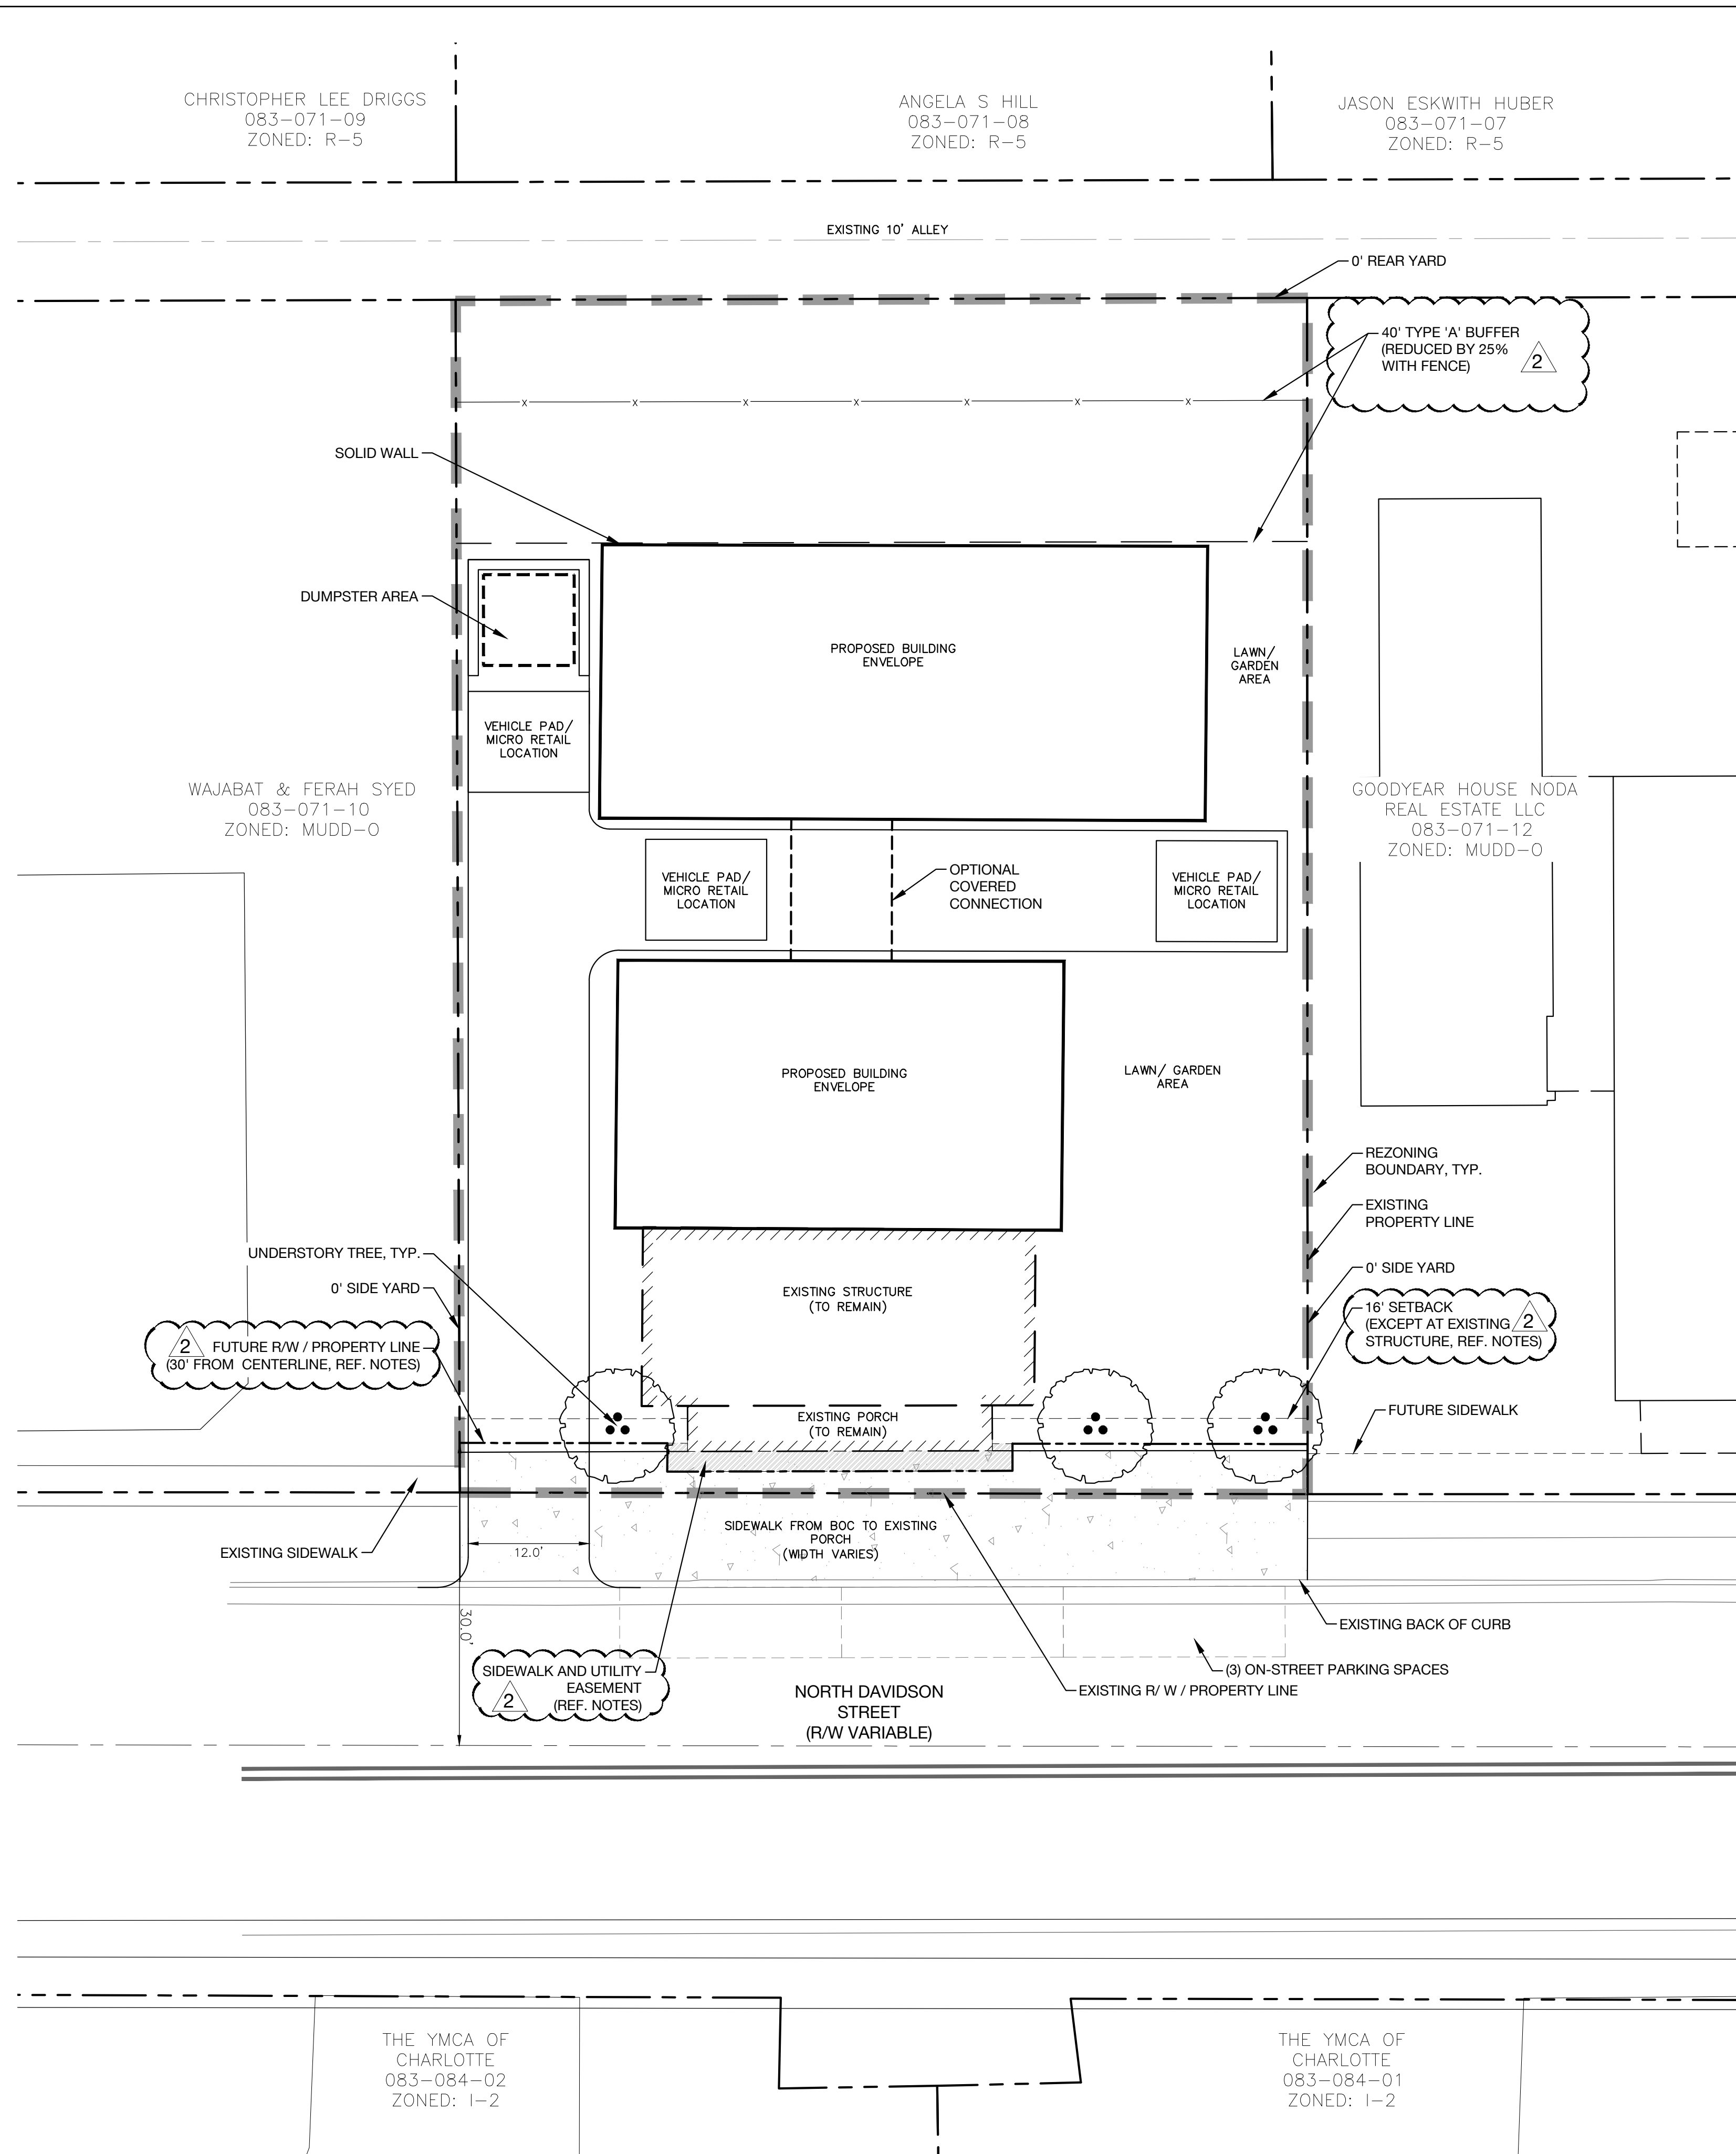 CHRISTOPHER LEE DRIGGS
083-071-09
ZONED: R-5
ANGELA S HILL
083-071-08
ZONED: R-5
JASON ESKWITH HUBER
083-071-07
ZONED: R-5
EXISTING 10' ALLEY
0' REAR YARD
40' TYPE 'A' BUFFER
(REDUCED BY 25%
WITH FENCE)
2
X X X X X X X
SOLID WALL
DUMPSTER AREA
PROPOSED BUILDING
ENVELOPE
LAWN/
GARDEN
AREA
VEHICLE PAD/
MICRO RETAIL
LOCATION
WAJABAT & FERAH SYED
083-071-10
ZONED: MUDD-O
GOODYEAR HOUSE NODA
REAL ESTATE LLC
083-071-12
ZONED: MUDD-O
VEHICLE PAD/
MICRO RETAIL
LOCATION
OPTIONAL
COVERED
CONNECTION
VEHICLE PAD/
MICRO RETAIL
LOCATION
PROPOSED BUILDING
ENVELOPE
LAWN/ GARDEN
AREA
REZONING
BOUNDARY, TYP.
EXISTING
PROPERTY LINE
UNDERSTORY TREE, TYP.
0' SIDE YARD
0' SIDE YARD
EXISTING STRUCTURE
(TO REMAIN)
2
FUTURE R/W / PROPERTY LINE
(30' FROM CENTERLINE, REF. NOTES)
16' SETBACK
(EXCEPT AT EXISTING
STRUCTURE, REF. NOTES)
2
EXISTING PORCH
(TO REMAIN)
FUTURE SIDEWALK
SIDEWALK FROM BOC TO EXISTING
PORCH
(WIDTH VARIES)
EXISTING SIDEWALK
12.0'
30.0'
EXISTING BACK OF CURB
SIDEWALK AND UTILITY
EASEMENT
(REF. NOTES)
2
(3) ON-STREET PARKING SPACES
EXISTING R/ W / PROPERTY LINE
NORTH DAVIDSON
STREET
(R/W VARIABLE)
THE YMCA OF
CHARLOTTE
083-084-02
ZONED: I-2
THE YMCA OF
CHARLOTTE
083-084-01
ZONED: I-2